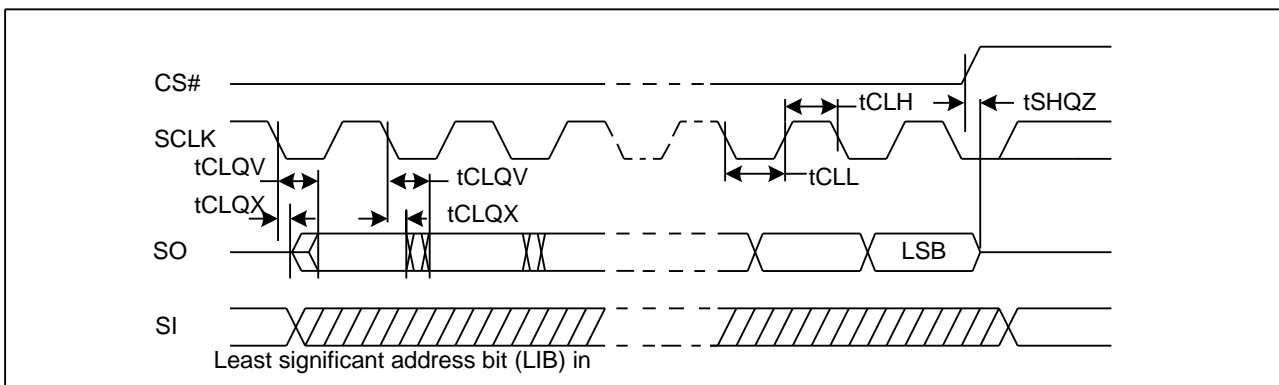 CS#
tCLH
tSHQZ
SCLK
tCLQV
tCLQV
tCLL
tCLQX
tCLQX
SO
LSB
SI
Least significant address bit (LIB) in